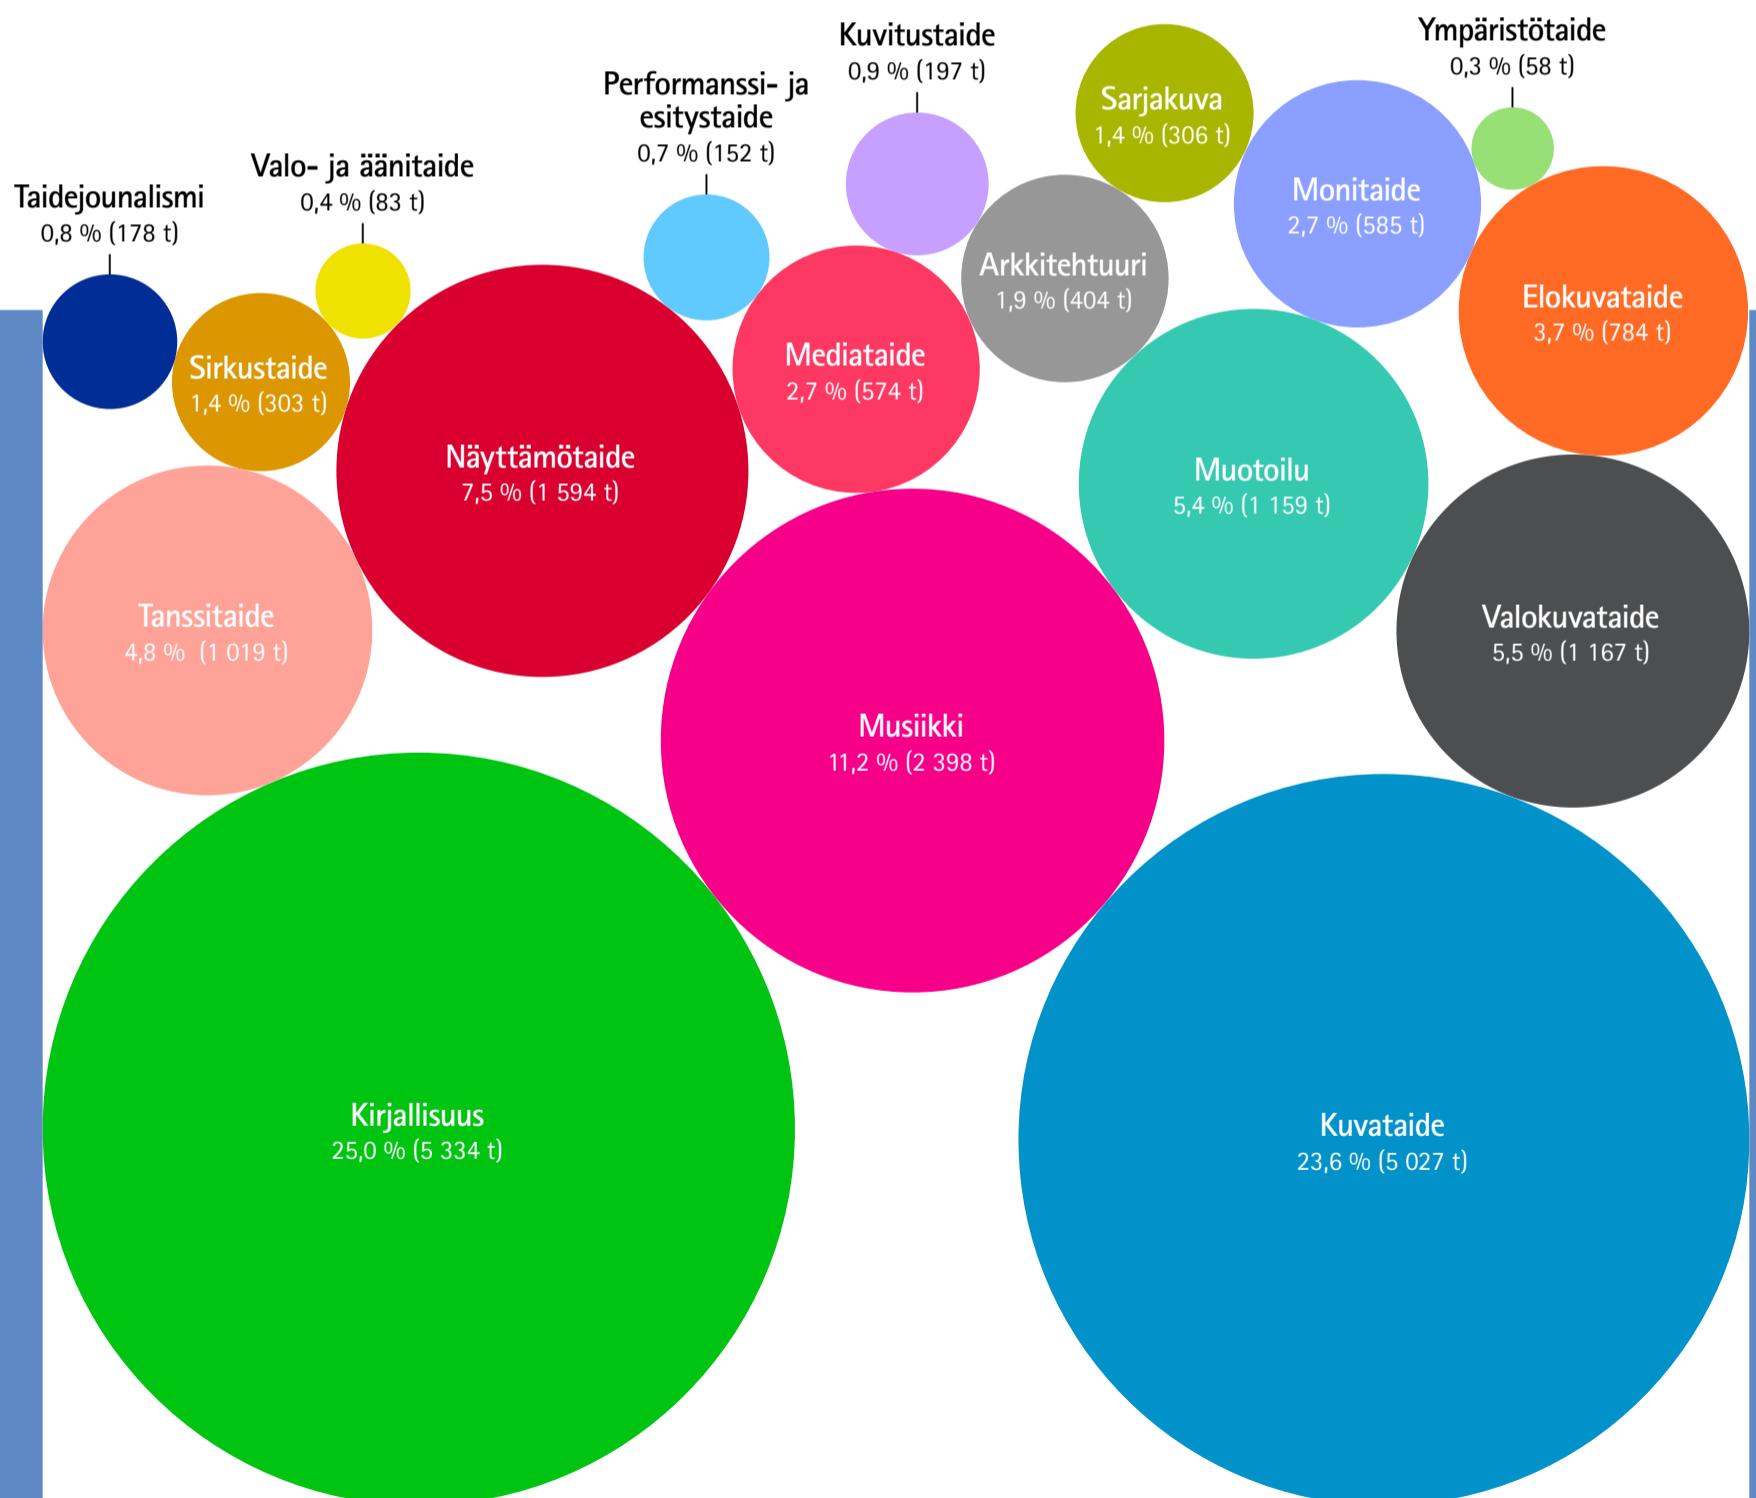 Kuvitustaide
0,9 % (197 t)
Ympäristötaide
0,3 % (58 t)
Performanssi- ja
esitystaide
0,7 % (152 t)
Sarjakuva
1,4 % (306 t)
Valo- ja äänitaide
0,4 % (83 t)
Taidejounalismi
0,8 % (178 t)
Monitaide
2,7 % (585 t)
Arkkitehtuuri
1,9 % (404 t)
Elokuvataide
3,7 % (784 t)
Sirkustaide
1,4 % (303 t)
Mediataide
2,7 % (574 t)
Näyttämötaide
7,5 % (1 594 t)
Muotoilu
5,4 % (1 159 t)
Tanssitaide
4,8 % (1 019 t)
Valokuvataide
5,5 % (1 167 t)
Musiikki
11,2 % (2 398 t)
Kirjallisuus
25,0 % (5 334 t)
Kuvataide
23,6 % (5 027 t)